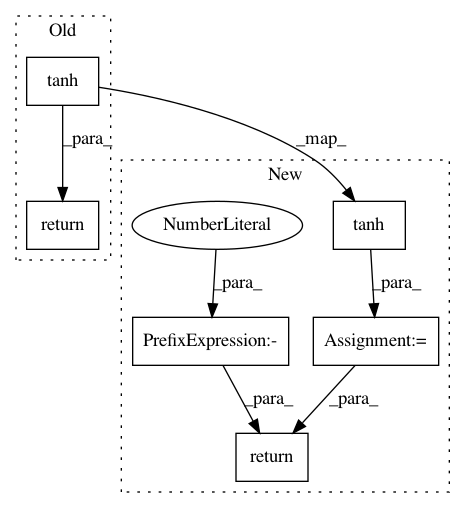 Old
tanh
_para_
_map_
return
New
NumberLiteral
tanh
_para_
_para_
PrefixExpression:-
Assignment:=
_para_
_para_
return